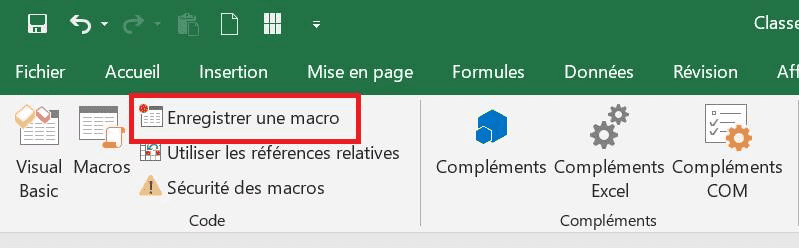 Classe
Fichier Accueil Insertion Mise en page Formules Données Révision Aff
Visual Basic
Macros
Enregistrer une macro
Utiliser les références relatives
Sécurité des macros
Code
Compléments
Compléments Excel
Compléments COM
Compléments